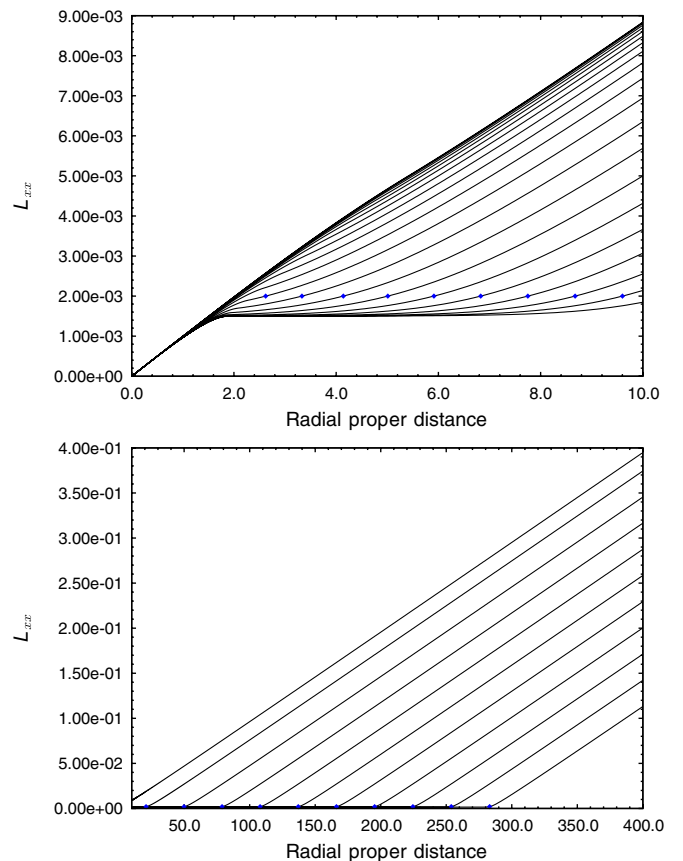 9.00e-03
8.00e-03
7.00e-03
6.00e-03
5.00e-03
4.00e-03
3.00e-03
2.00e-03
1.00e-03
0.00e+00
Lxx
0.0 2.0 4.0 6.0 8.0 10.0
Radial proper distance
4.00e-01
3.50e-01
3.00e-01
2.50e-01
2.00e-01
1.50e-01
1.00e-01
5.00e-02
0.00e+00
Lxx
50.0 100.0 150.0 200.0 250.0 300.0 350.0 400.0
Radial proper distance